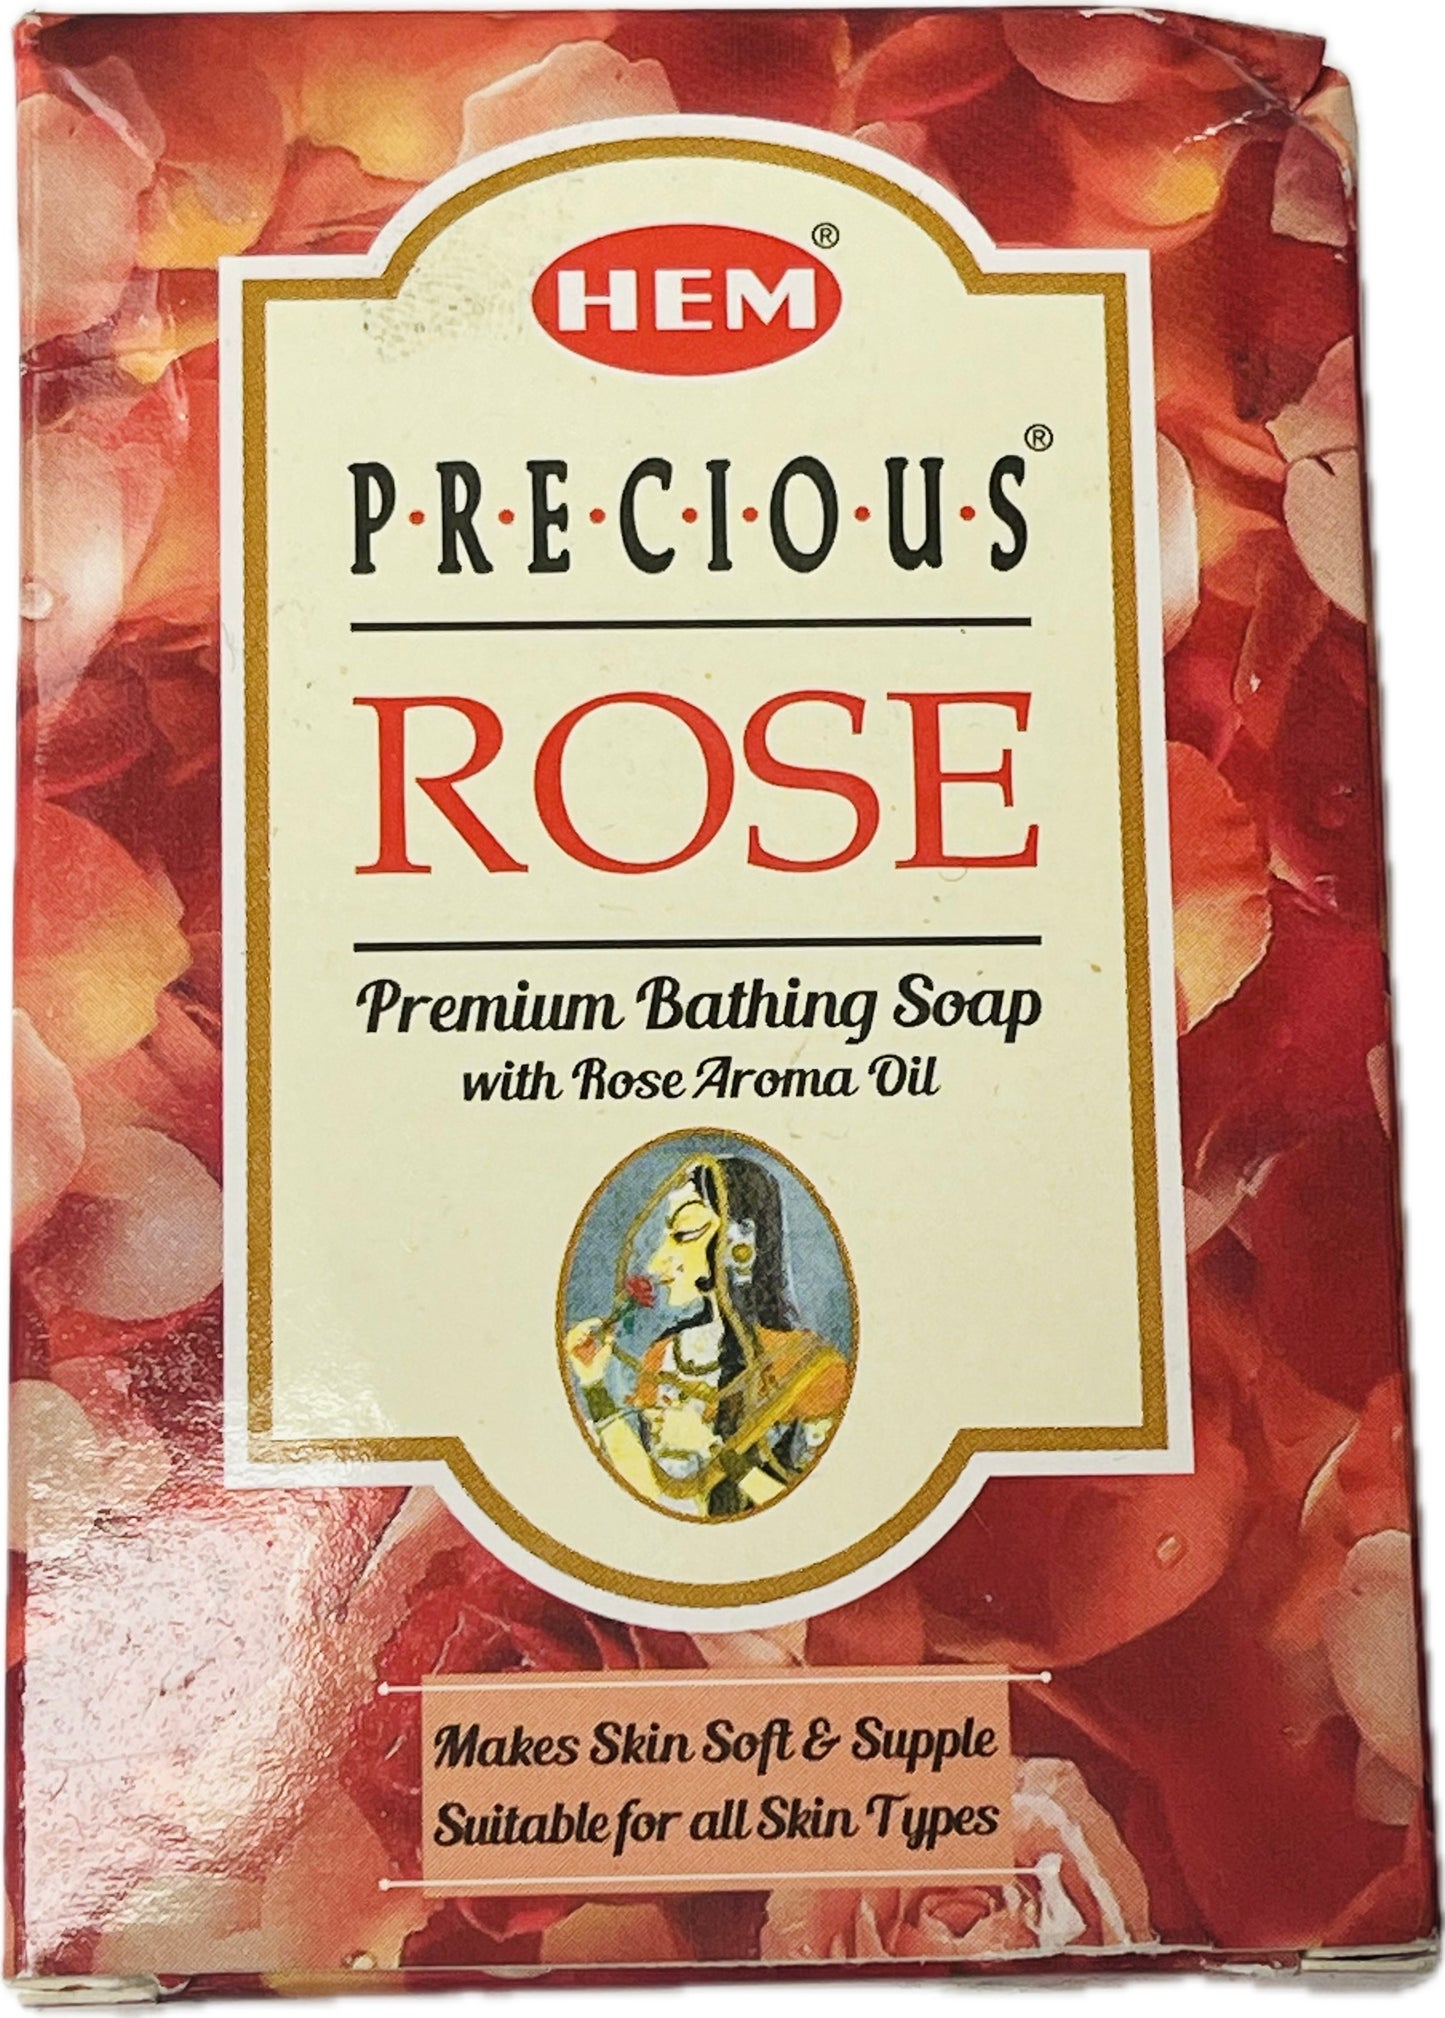 HEM®
P·R·E·C·I·O·U·S®
ROSE
Premium Bathing Soap
with Rose Aroma Oil
Makes Skin Soft & Supple
Suitable for all Skin Types